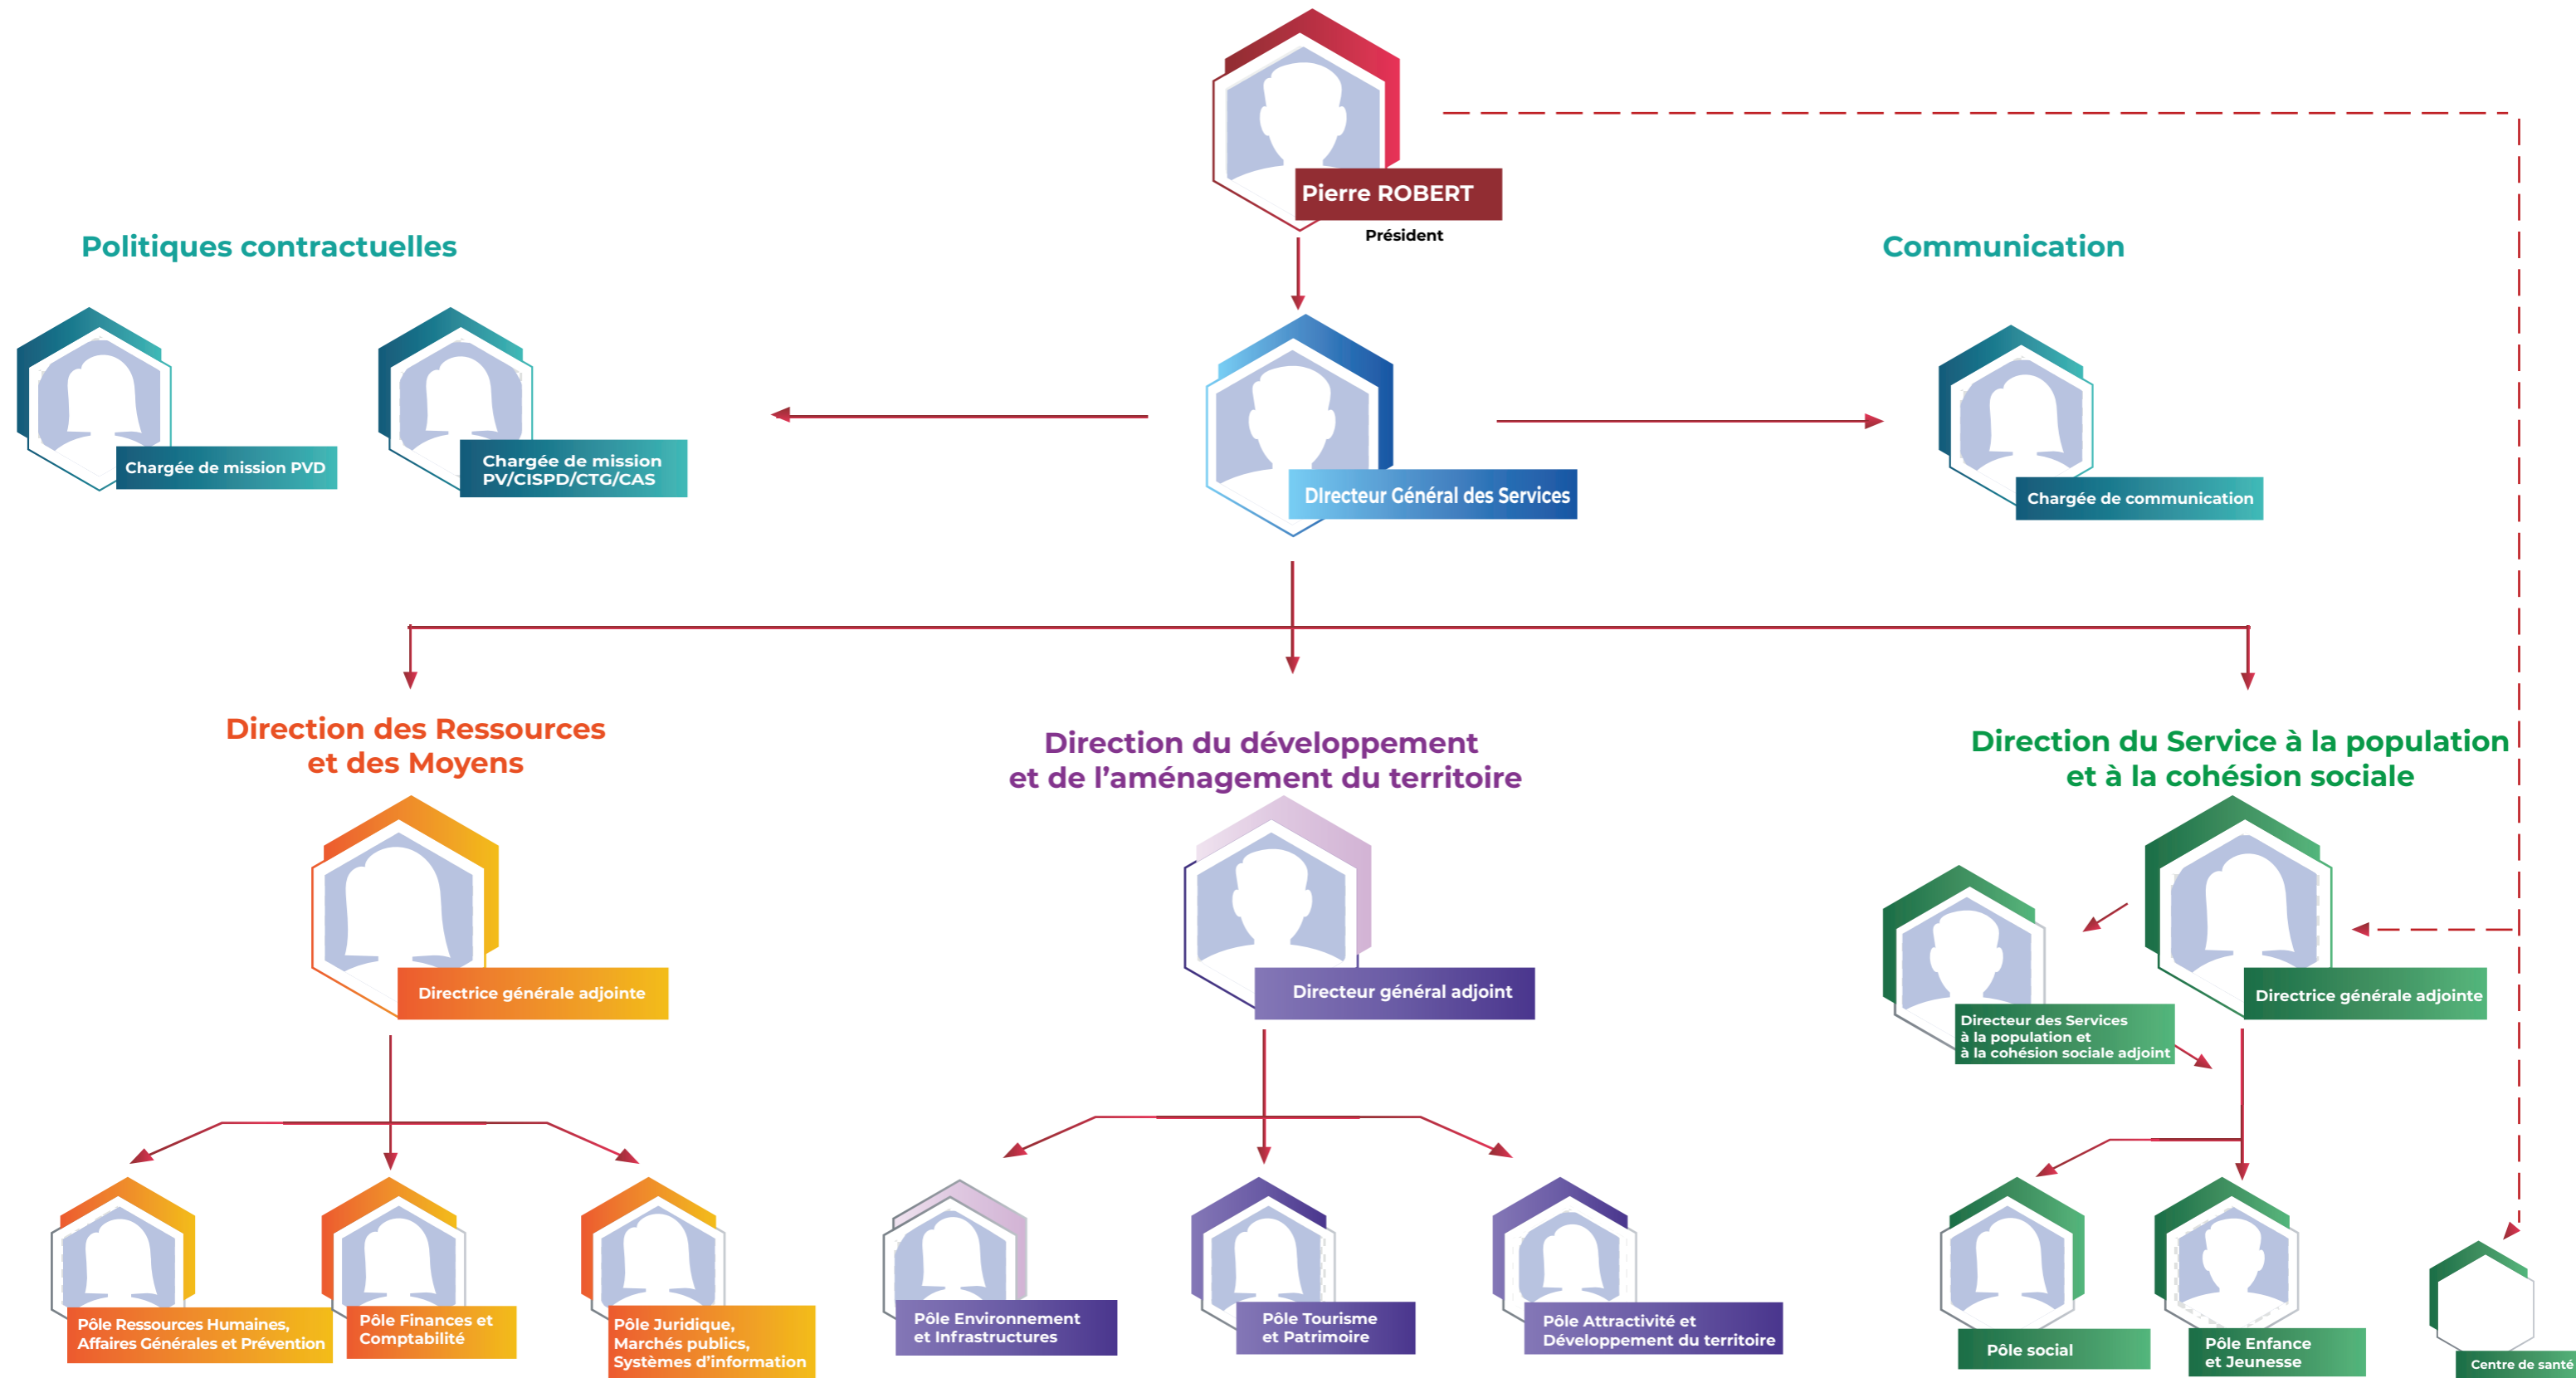 Pierre ROBERT
Président
Politiques contractuelles
Communication
Chargée de mission PVD
Chargée de mission
PV/CISPD/CTG/CAS
DIrecteur Général des Services
Chargée de communication
Direction des Ressources
et des Moyens
Direction du développement
et de l’aménagement du territoire
Direction du Service à la population
et à la cohésion sociale
Directrice générale adjointe
Directeur général adjoint
Directrice générale adjointe
Directeur des Services
à la population et
à la cohésion sociale adjoint
Pôle Ressources Humaines,
Affaires Générales et Prévention
Pôle Finances et
Comptabilité
Pôle Juridique,
Marchés publics,
Systèmes d’information
Pôle Environnement
et Infrastructures
Pôle Tourisme
et Patrimoine
Pôle Attractivité et
Développement du territoire
Pôle social
Pôle Enfance
et Jeunesse
Centre de santé